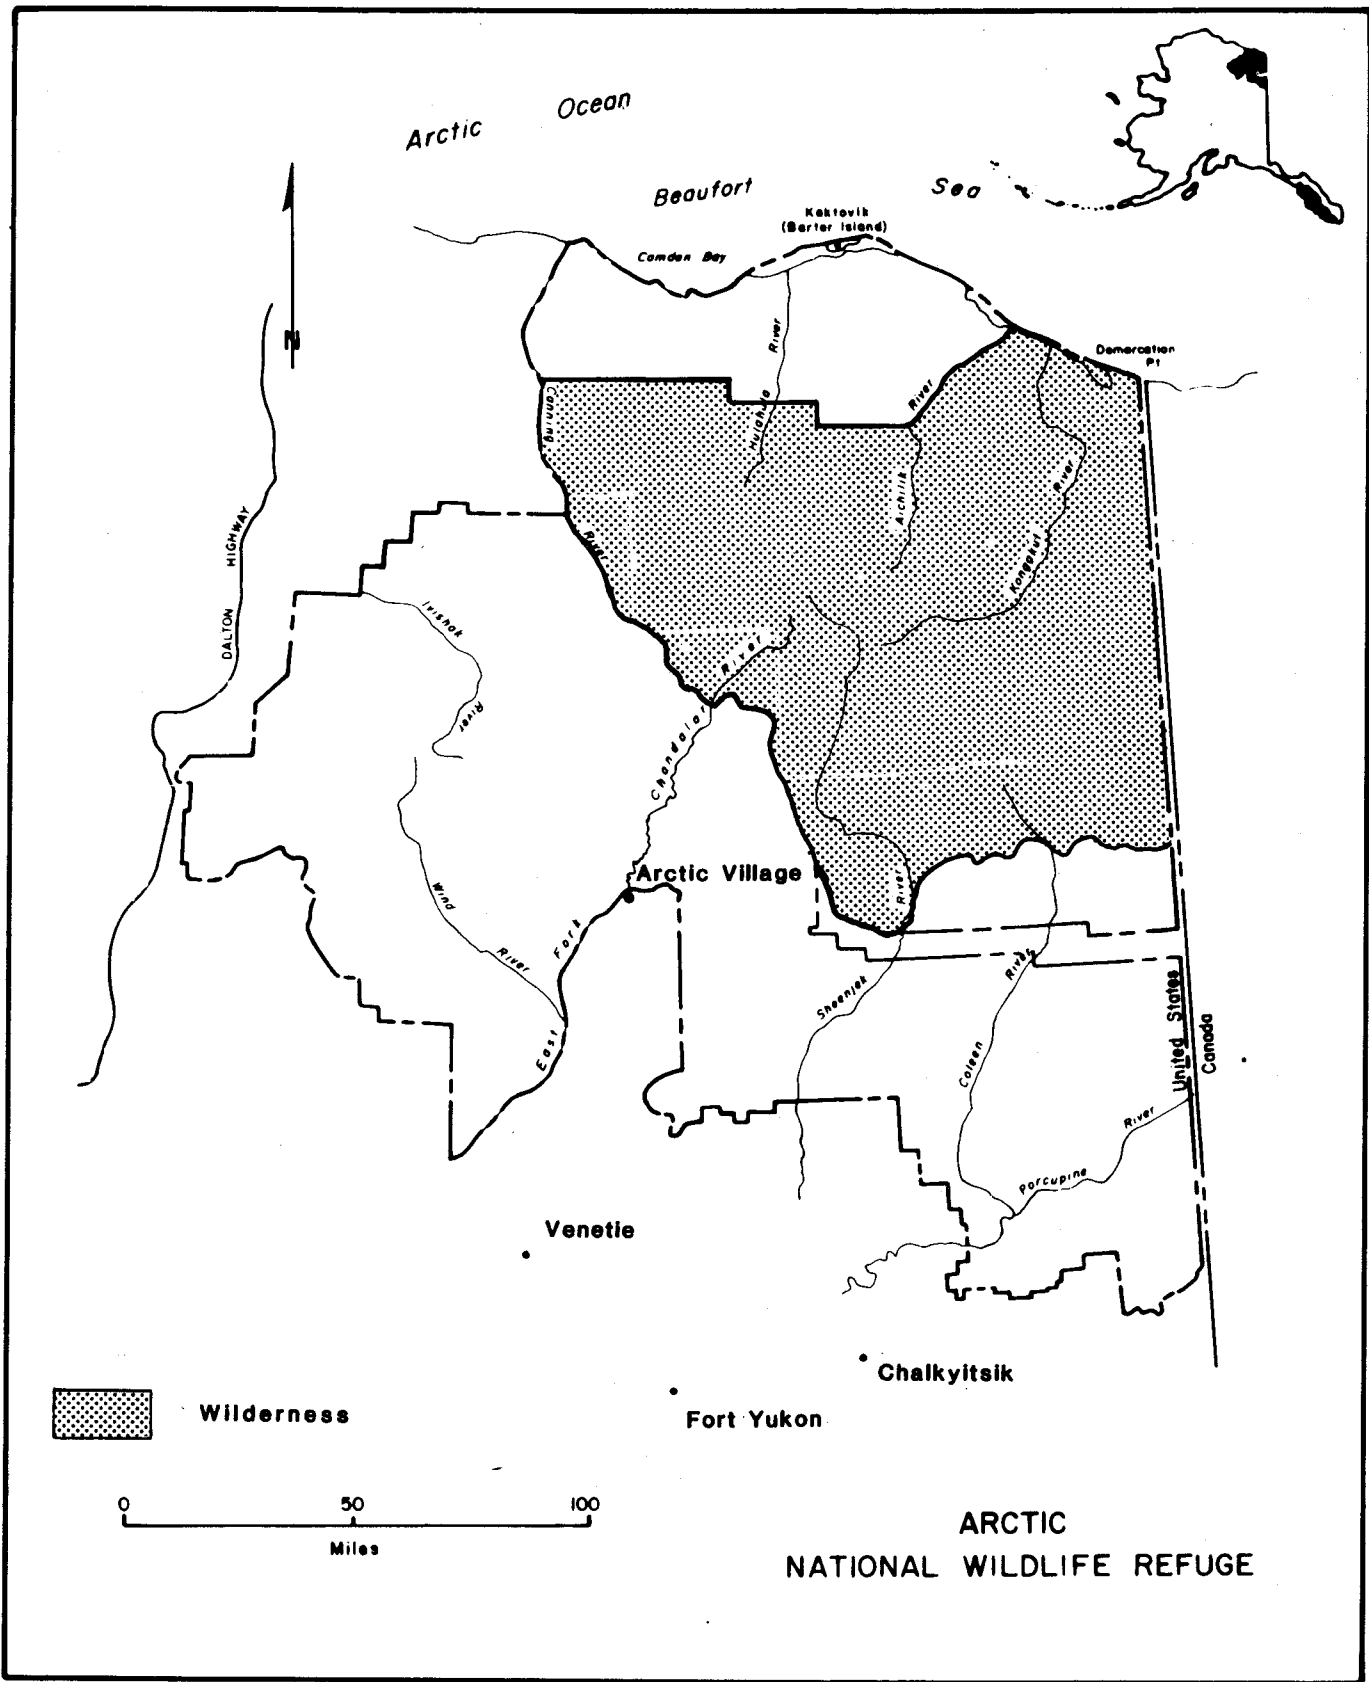 Arctic Ocean
Beaufort Sea
Kaktovik
(Barter Island)
Camden Bay
N
Demarcation
Pt
River
Hulahula
River
Canning
River
Aichilik
River
Kongakut
DALTON HIGHWAY
Ivishak
River
River
Chandalar
Arctic Village
Wind
River
Fork
East
River
Sheenjek
River
Coleen
United States
Canada
River
Porcupine
Venetie
Chalkyitsik
Fort Yukon
Wilderness
0 50 100
Miles
ARCTIC
NATIONAL WILDLIFE REFUGE